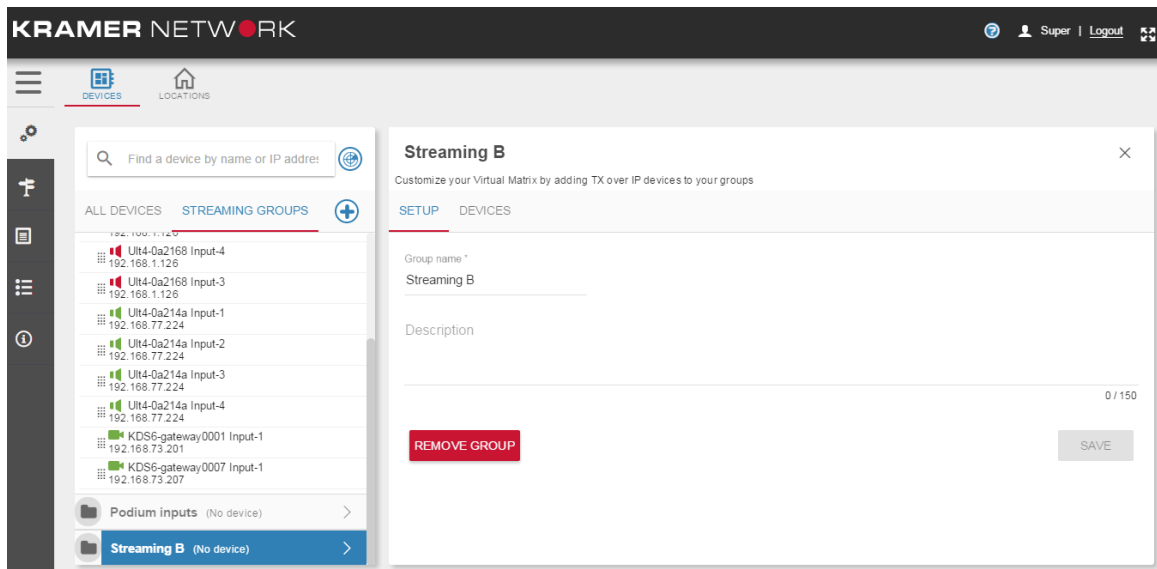 KRAMER NETWORK
Super | Logout
DEVICES
LOCATIONS
Find a device by name or IP addres
ALL DEVICES
STREAMING GROUPS
192.168.1.126
Ult4-0a2168 Input-4
192.168.1.126
Ult4-0a2168 Input-3
192.168.1.126
Ult4-0a214a Input-1
192.168.77.224
Ult4-0a214a Input-2
192.168.77.224
Ult4-0a214a Input-3
192.168.77.224
Ult4-0a214a Input-4
192.168.77.224
KDS6-gateway0001 Input-1
192.168.73.201
KDS6-gateway0007 Input-1
192.168.73.207
Podium inputs (No device)
Streaming B (No device)
Streaming B
Customize your Virtual Matrix by adding TX over IP devices to your groups
SETUP
DEVICES
Group name *
Streaming B
Description
0 / 150
REMOVE GROUP
SAVE